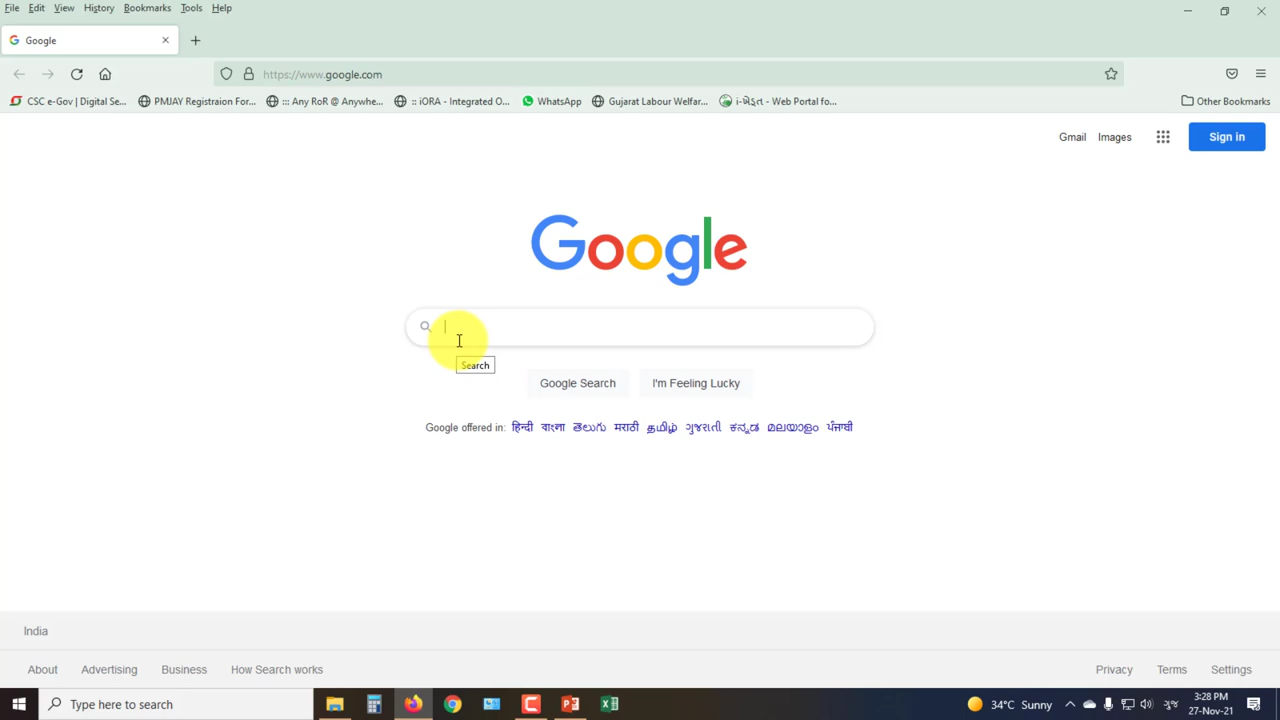 File Edit View History Bookmarks Tools Help
Google
https://www.google.com
CSC e-Gov | Digital Se... PMJAY Registraion For... ::: Any RoR @ Anywhe... :: iORA - Integrated O... WhatsApp Gujarat Labour Welfar... i-ખેડૂત - Web Portal fo... Other Bookmarks
Gmail Images Sign in
Google
Search
Google Search I'm Feeling Lucky
Google offered in: हिन्दी বাংলা తెలుగు मराठी தமிழ் ગુજરાતી ಕನ್ನಡ മലയാളം ਪੰਜਾਬੀ
India
About Advertising Business How Search works Privacy Terms Settings
Type here to search 34°C Sunny ગુજ 3:28 PM
27-Nov-21